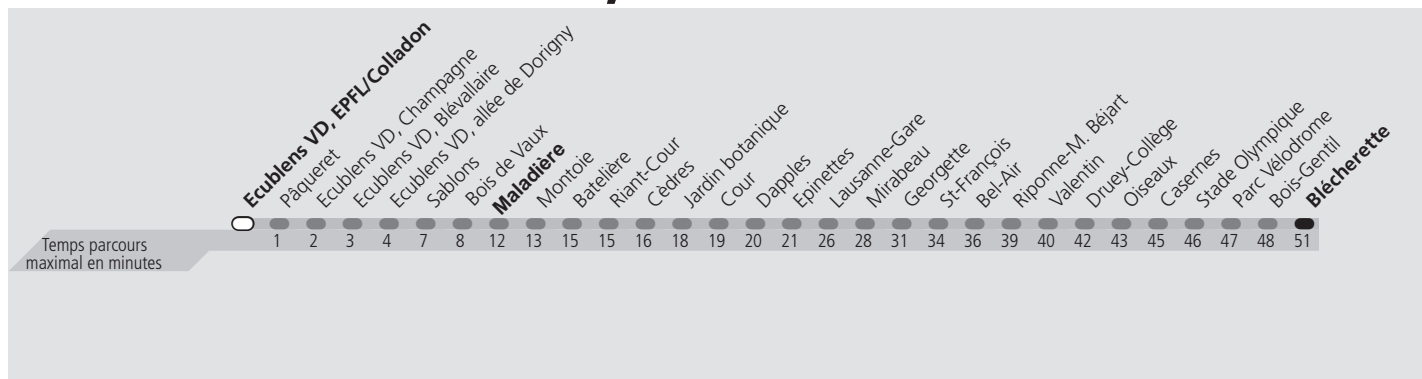 Ecublens VD, EPFL/Colladon
Pâqueret
Ecublens VD, Champagne
Ecublens VD, Blévallaire
Ecublens VD, allée de Dorigny
Sablons
Bois de Vaux
Maladière
Montoie
Batelière
Riant-Cour
Cèdres
Jardin botanique
Cour
Dapples
Epinettes
Lausanne-Gare
Mirabeau
Georgette
St-François
Bel-Air
Riponne-M. Béjart
Valentin
Druey-Collège
Oiseaux
Casernes
Stade Olympique
Parc Vélodrome
Bois-Gentil
Blécherette
Temps parcours
maximal en minutes
1 2 3 4 7 8 12 13 15 15 16 18 19 20 21 26 28 31 34 36 39 40 42 43 45 46 47 48 51